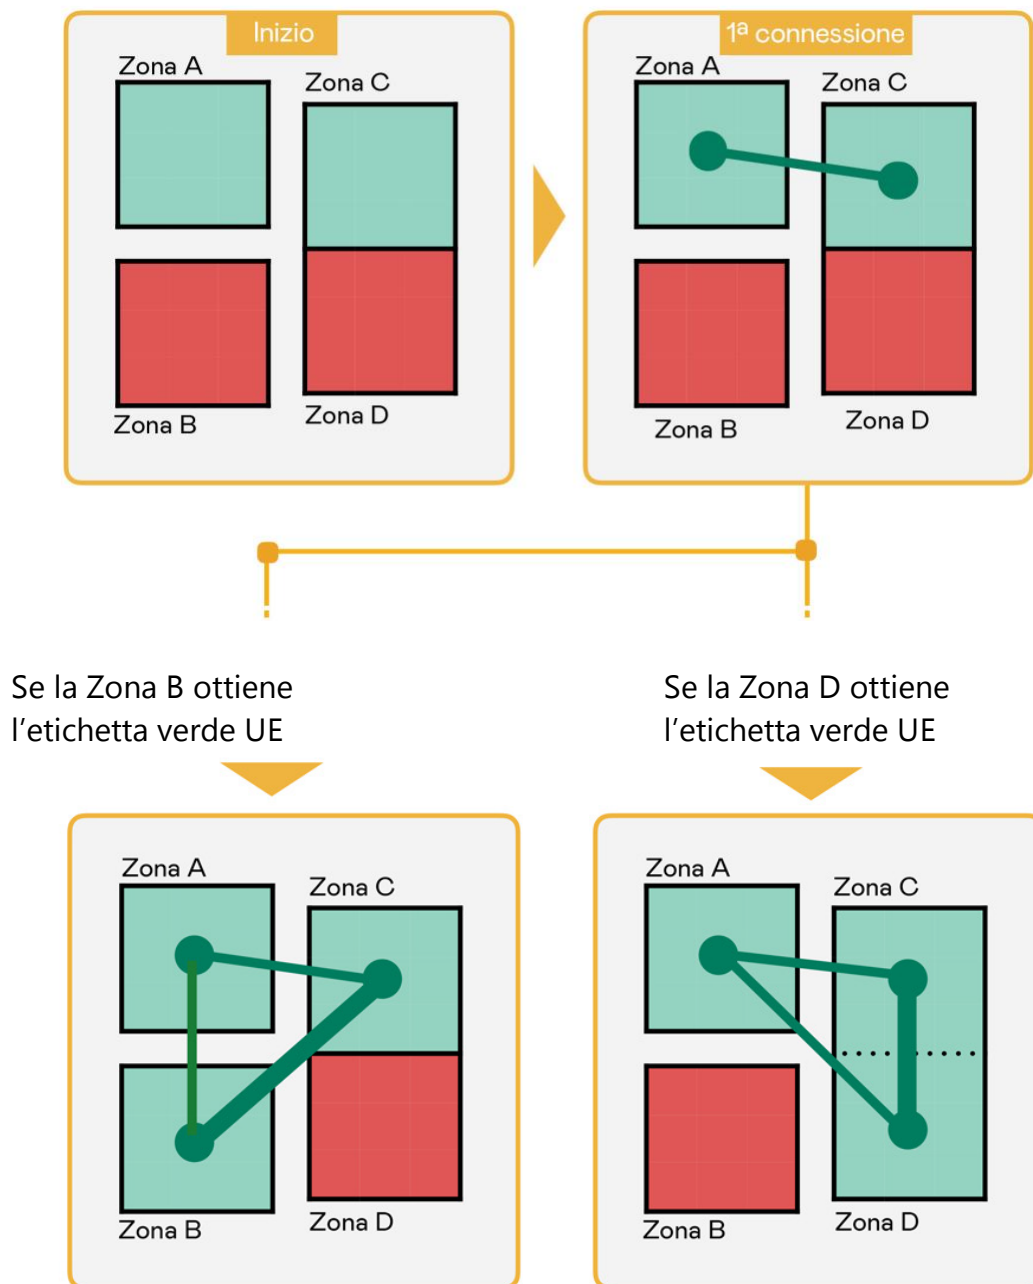 Inizio
Zona A
Zona C
Zona B
Zona D
1ª connessione
Zona A
Zona C
Zona B
Zona D
Se la Zona B ottiene
l’etichetta verde UE
Se la Zona D ottiene
l’etichetta verde UE
Zona A
Zona C
Zona B
Zona D
Zona A
Zona C
Zona B
Zona D